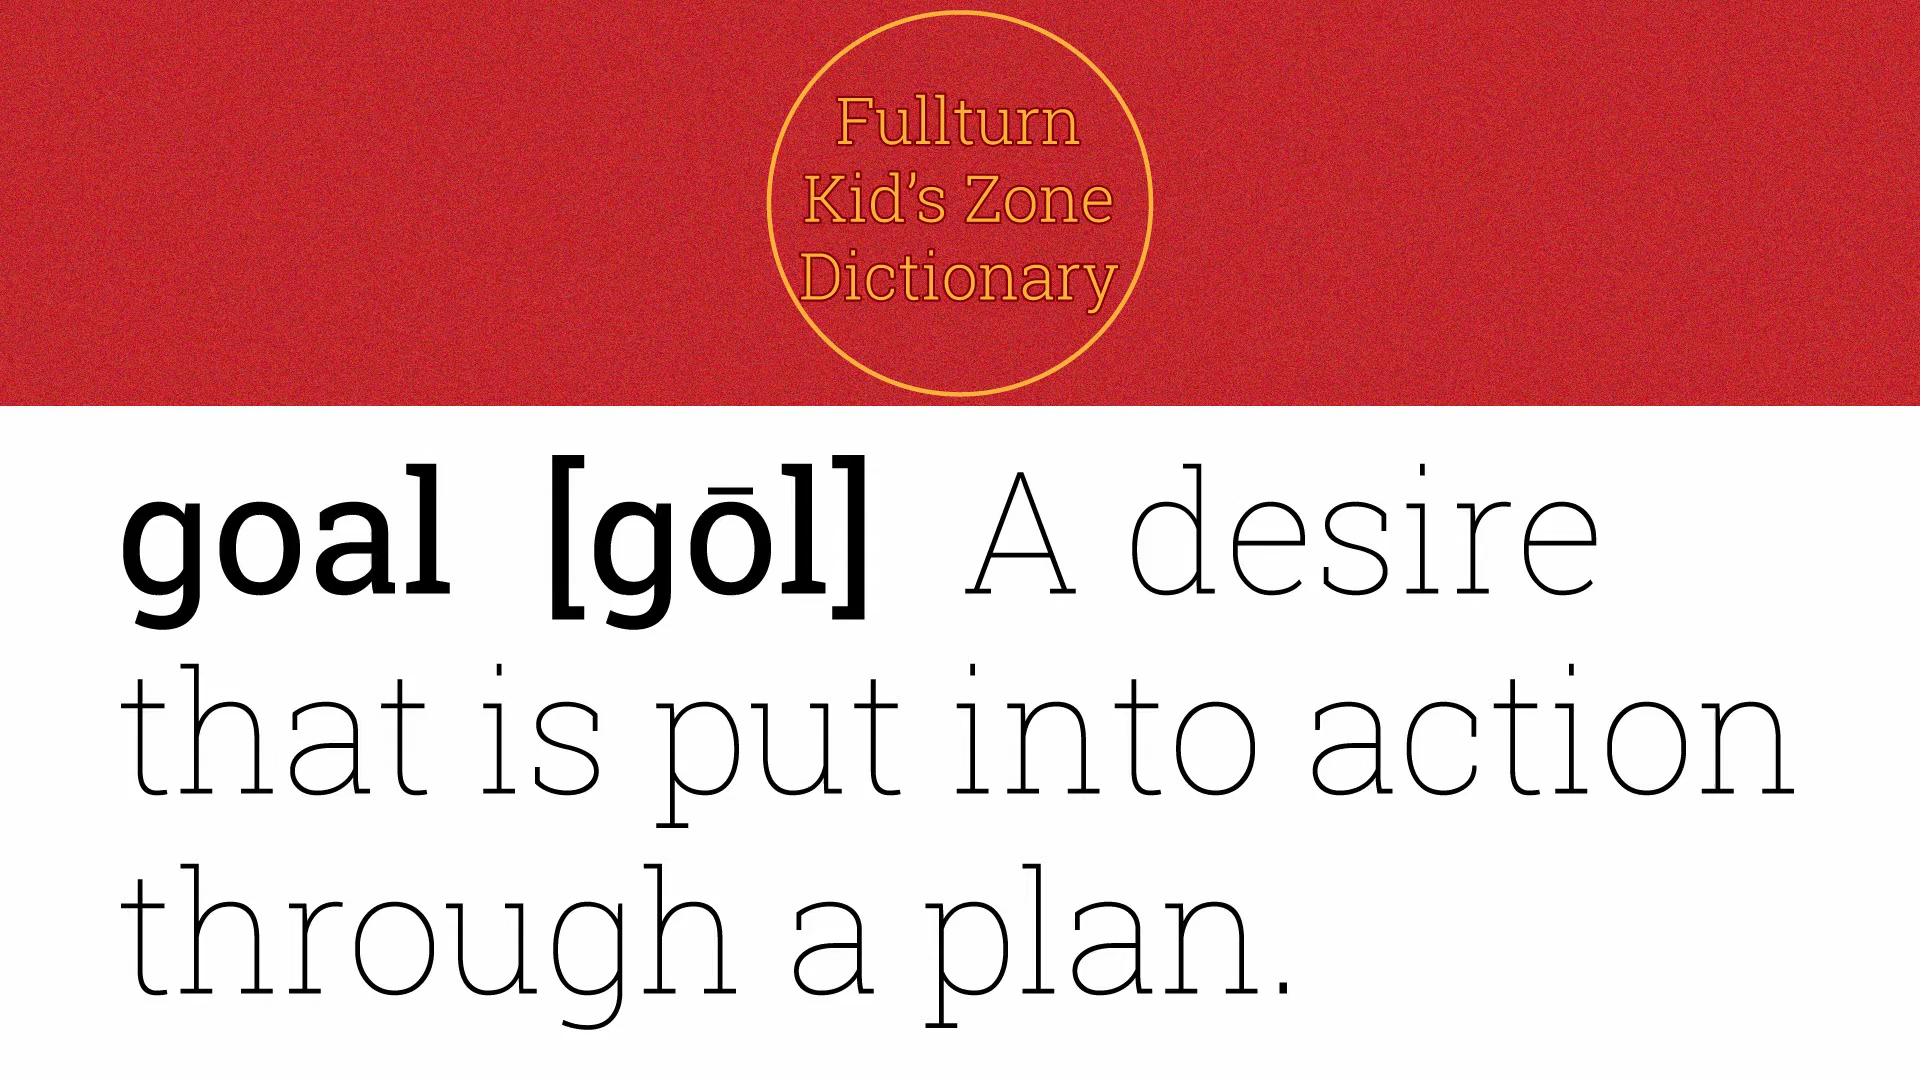 Fullturn
Kid’s Zone
Dictionary
goal [gōl] A desire
that is put into action
through a plan.